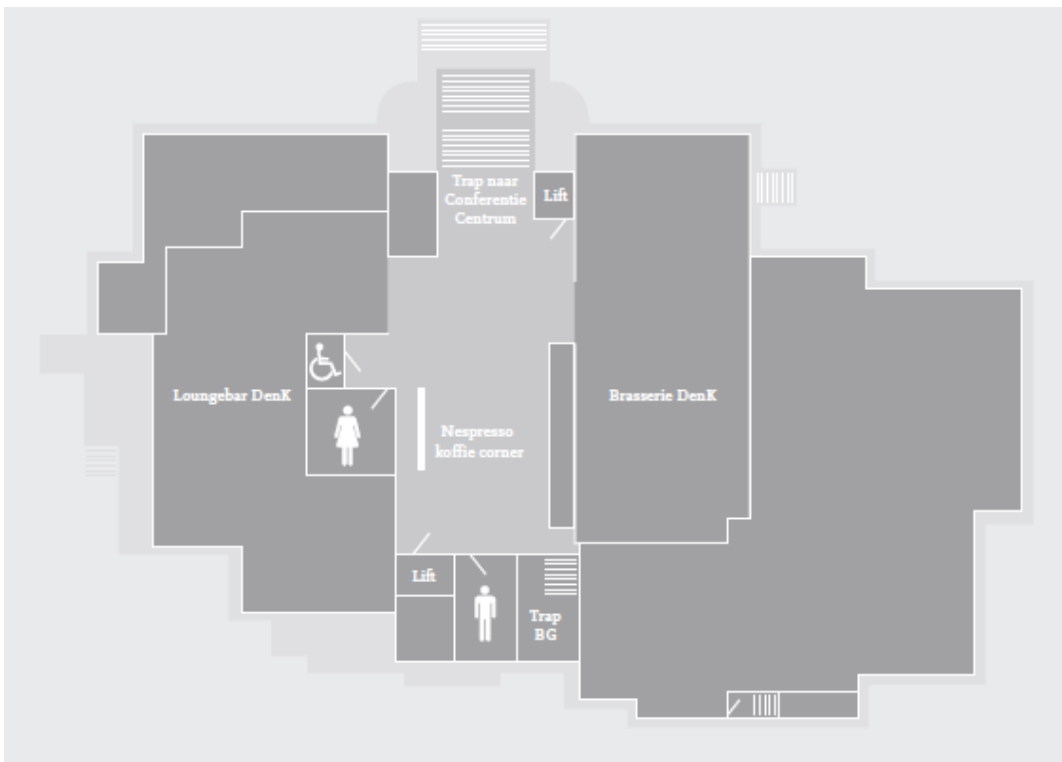 Trap naar
Conferentie
Centrum
Lift
Loungebar DenK
Brasserie DenK
Nespresso
koffie corner
Lift
Trap
BG